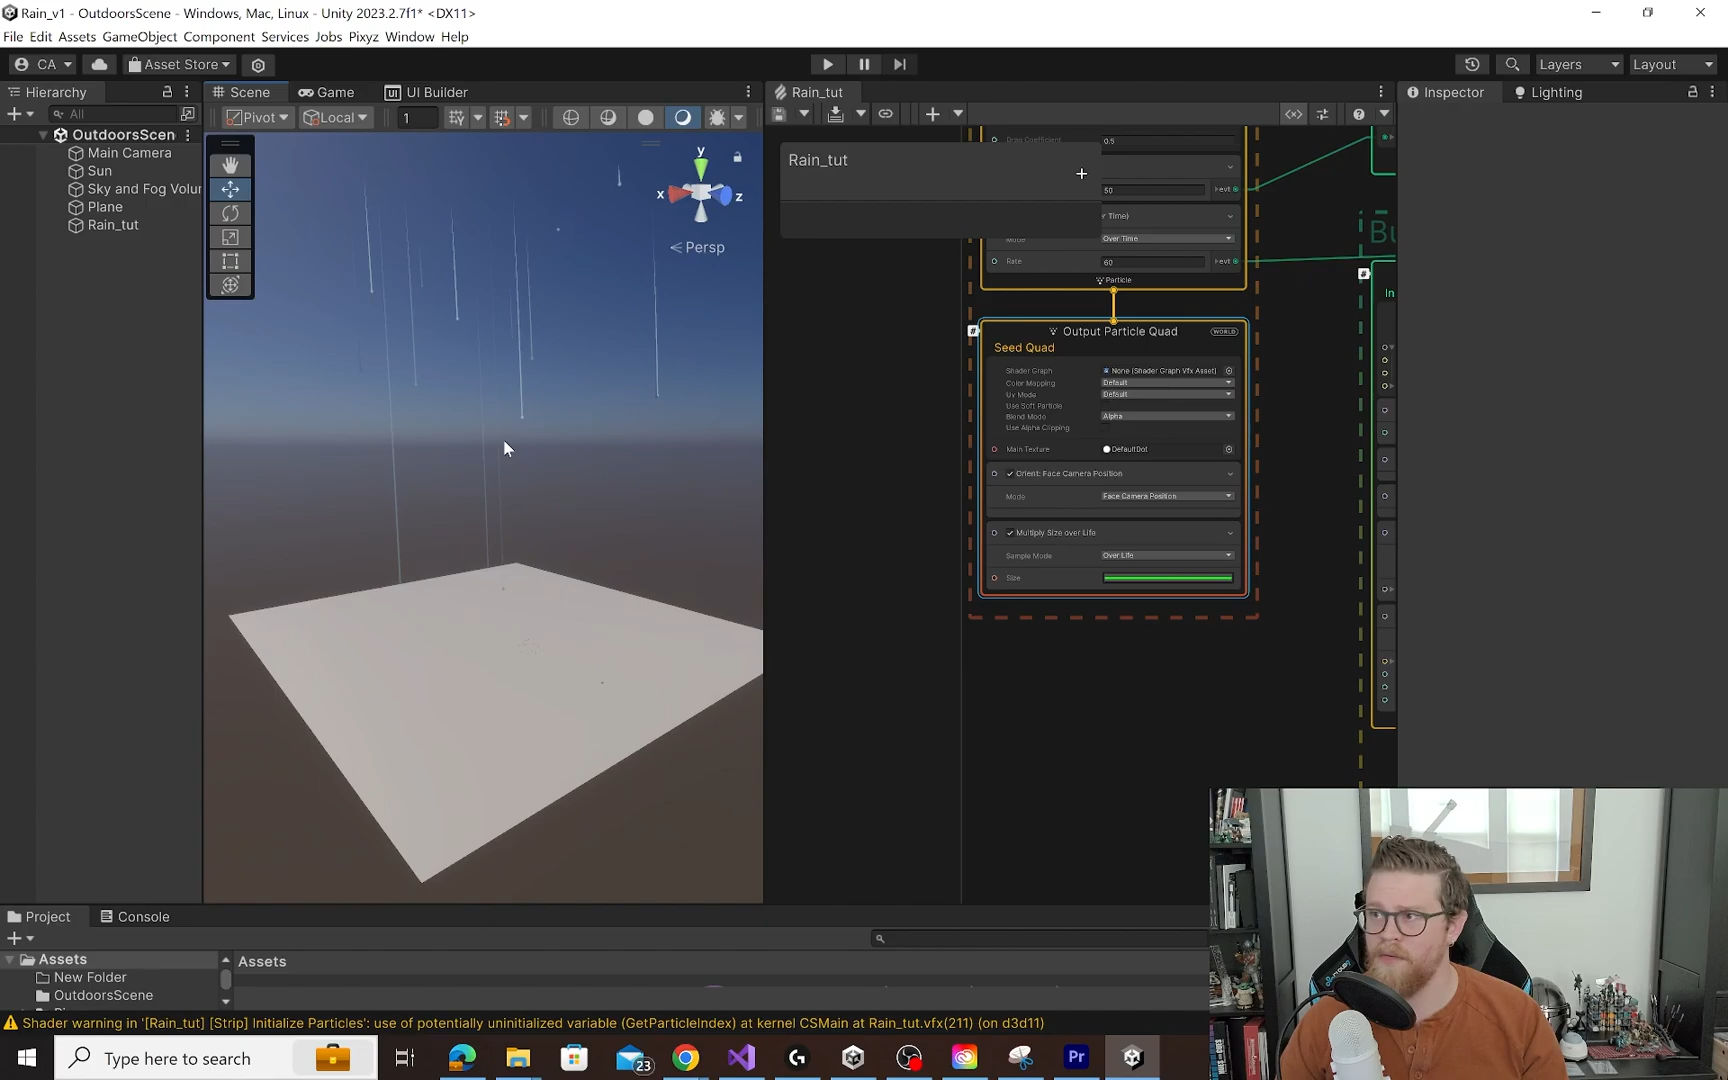 Rain_v1 - OutdoorsScene - Windows, Mac, Linux - Unity 2023.2.7f1* <DX11>
File Edit Assets GameObject Component Services Jobs Pixyz Window Help
CA Asset Store Layers Layout
Hierarchy Scene Game UI Builder Rain_tut Inspector Lighting
All Pivot Local 1
OutdoorsScen
Main Camera
Sun
Sky and Fog Volur
Plane
Rain_tut
y
x z
Persp
Rain_tut
Drag Coefficient 0.5
50 evt
r Time)
Mode Over Time
Rate 60 evt
Particle
Bu
In
Output Particle Quad WORLD
Seed Quad
Shader Graph None (Shader Graph Vfx Asset)
Color Mapping Default
Uv Mode Default
Use Soft Particle
Blend Mode Alpha
Use Alpha Clipping
Main Texture DefaultDot
Orient: Face Camera Position
Mode Face Camera Position
Multiply Size over Life
Sample Mode Over Life
Size
Project Console
Assets Assets
New Folder
OutdoorsScene
Shader warning in '[Rain_tut] [Strip] Initialize Particles': use of potentially uninitialized variable (GetParticleIndex) at kernel CSMain at Rain_tut.vfx(211) (on d3d11)
Type here to search 23 Pr